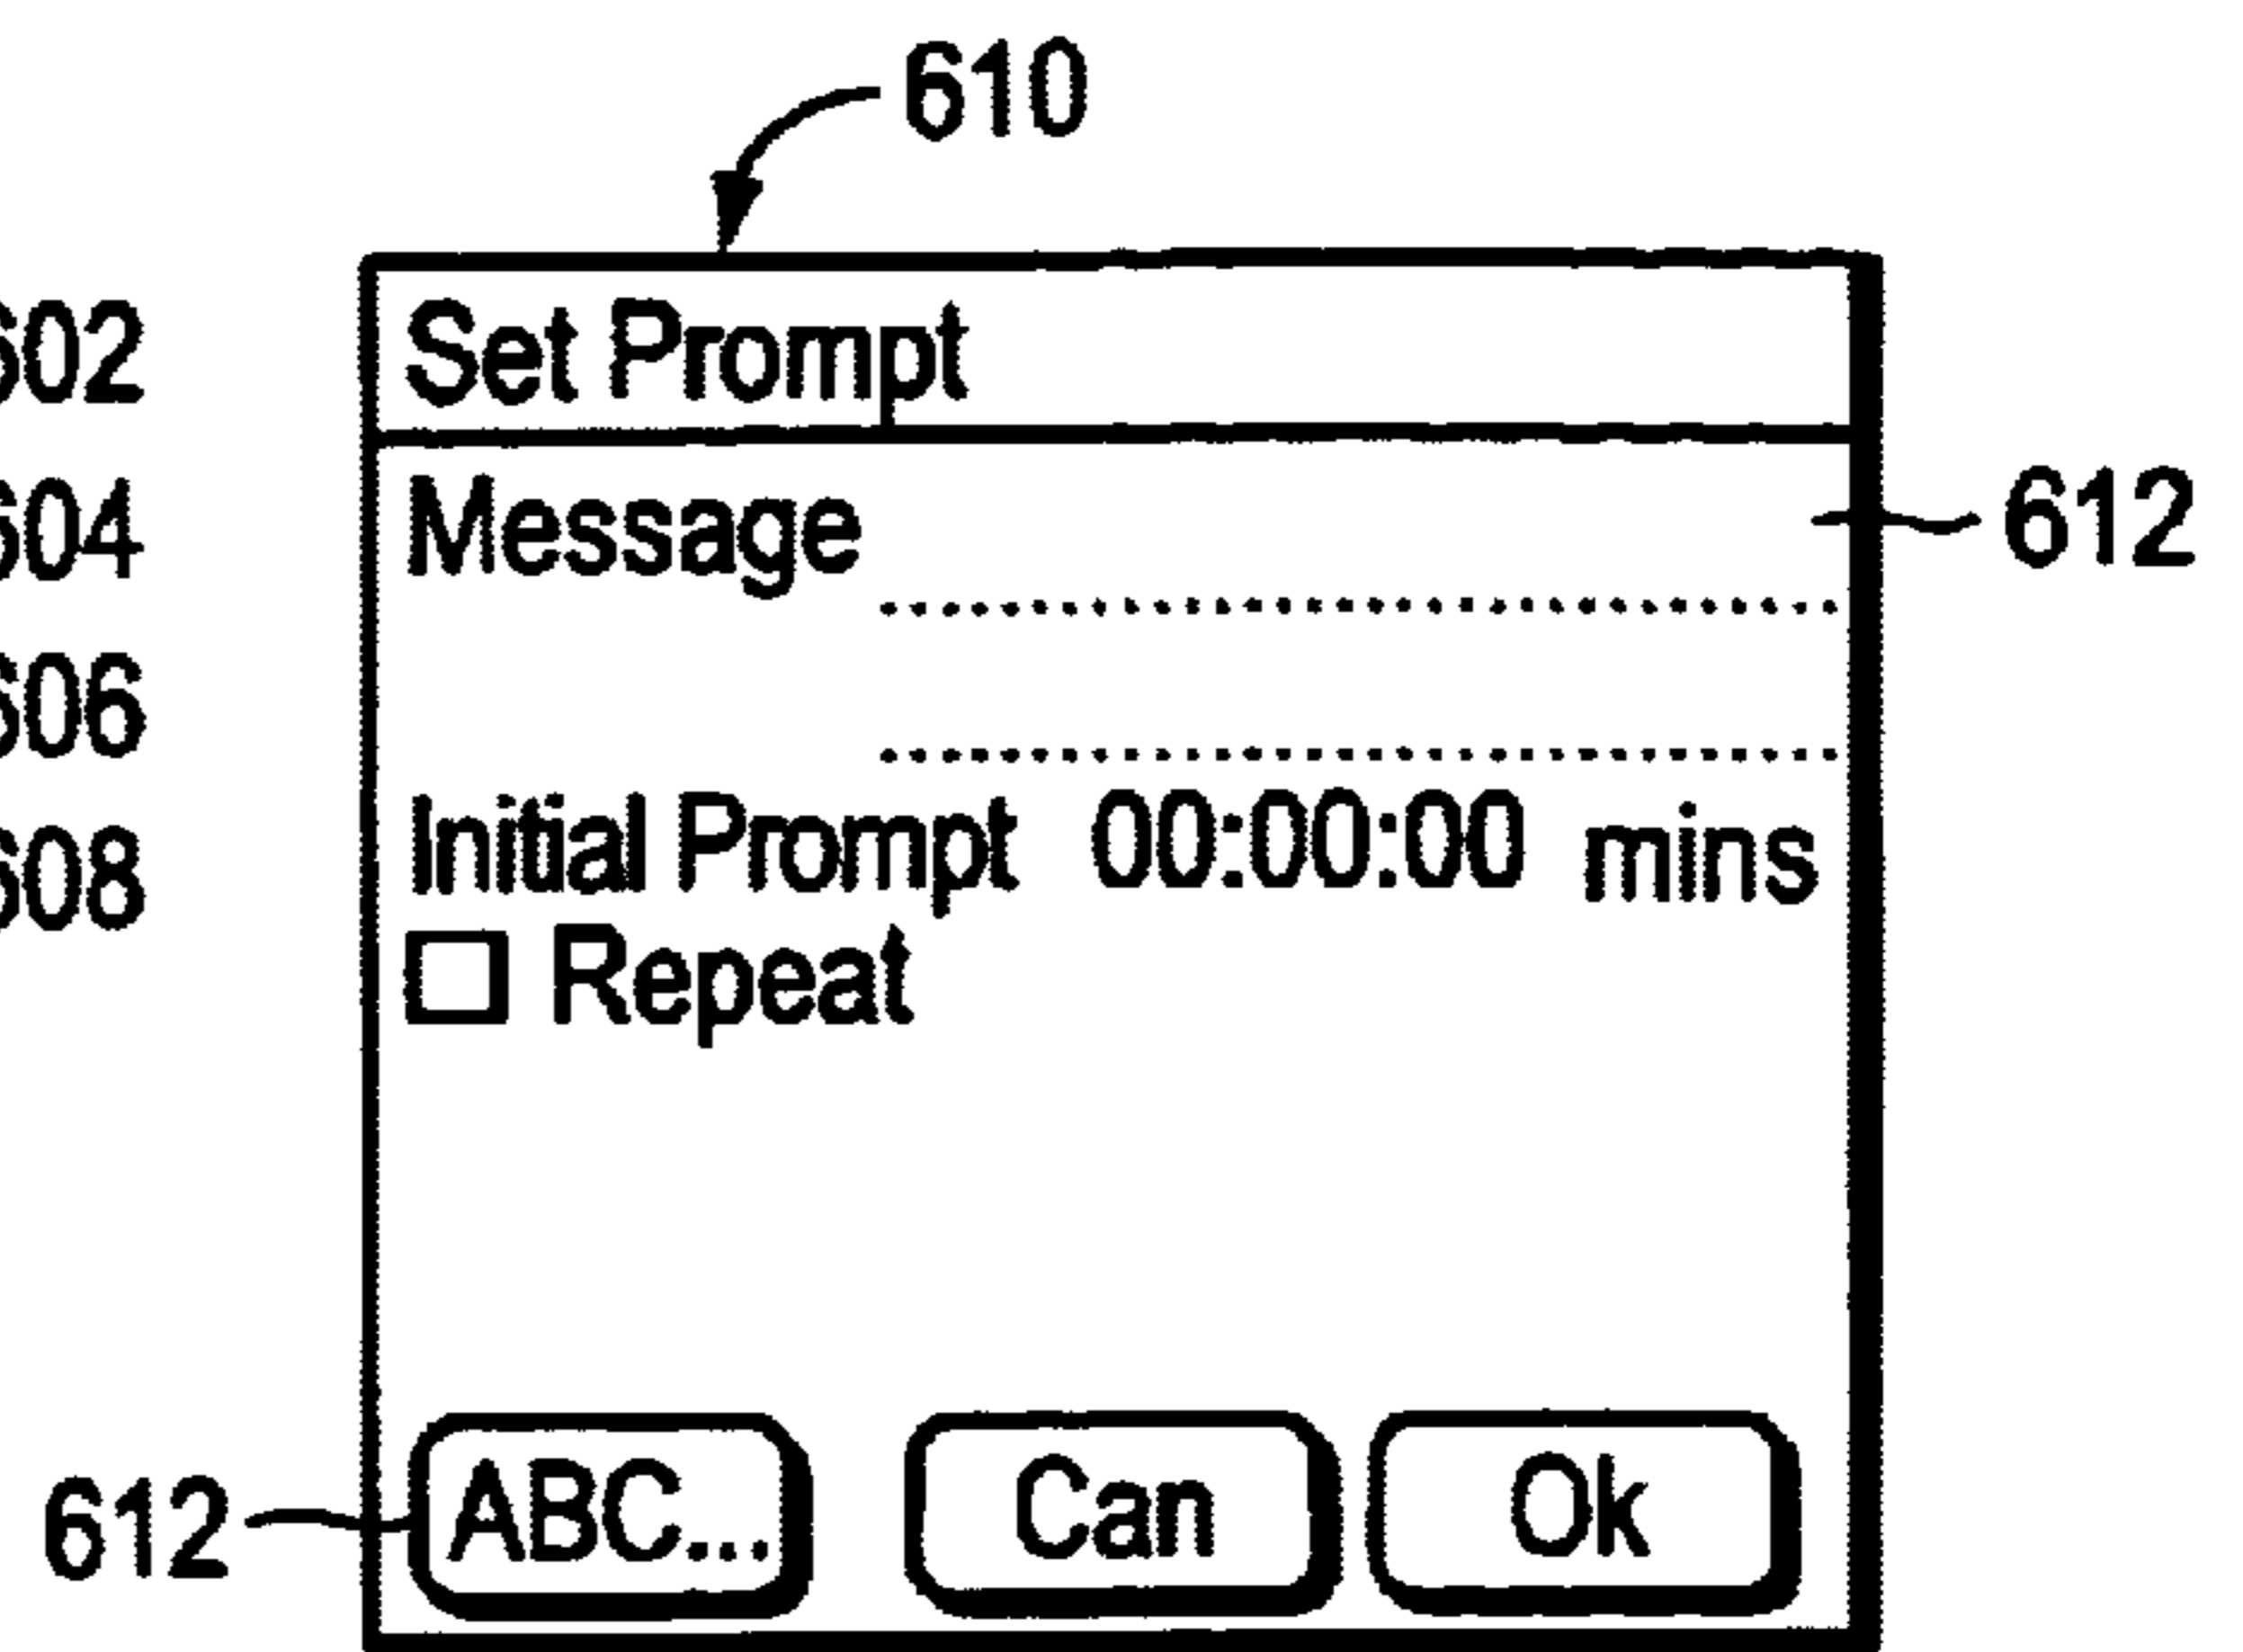 610
602
Set Prompt
604
Message
612
606
Initial Prompt 00:00:00 mins
608
Repeat
612
ABC... Can Ok